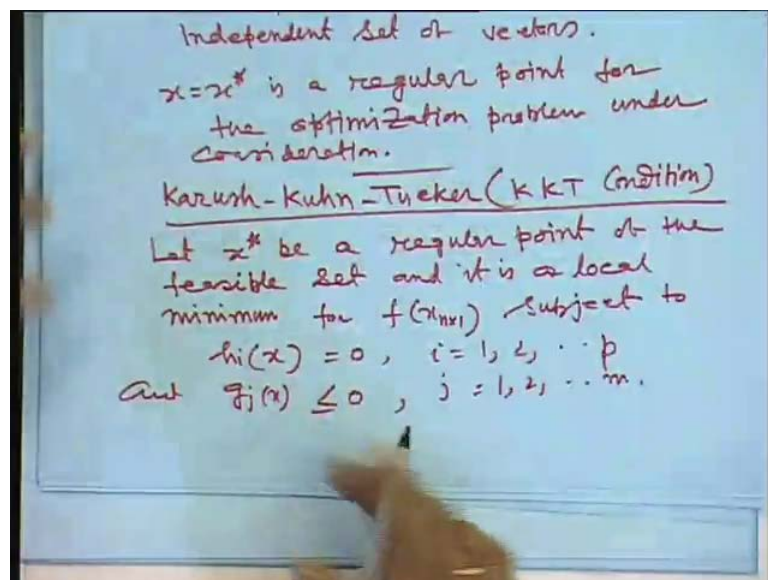 Independent set of vectors.
x=x* is a regular point for
the optimization problem under
consideration.
Karush-Kuhn-Tucker (KKT Condition)
Let x* be a regular point of the
feasible set and it is a local
minimum for f(x_{n×1}) subject to
hi(x) = 0, i = 1, 2, .. p
and gj(x) ≤ 0, j = 1, 2, .. m.